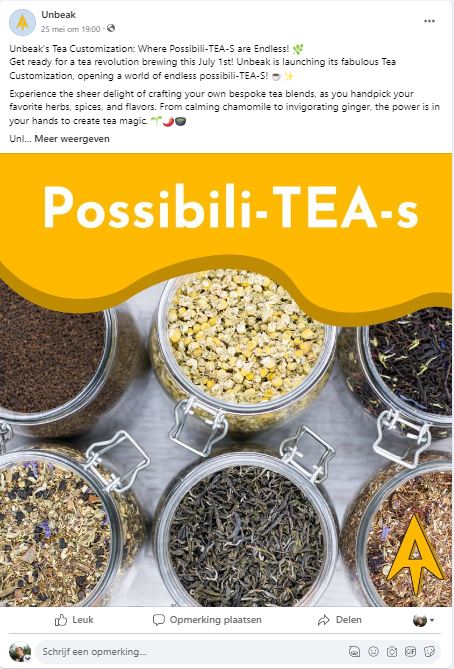 Unbeak
25 mei om 19:00 ·
Unbeak's Tea Customization: Where Possibili-TEA-S are Endless! 🌿
Get ready for a tea revolution brewing this July 1st! Unbeak is launching its fabulous Tea
Customization, opening a world of endless possibili-TEA-S! ☕✨
Experience the sheer delight of crafting your own bespoke tea blends, as you handpick your
favorite herbs, spices, and flavors. From calming chamomile to invigorating ginger, the power is in
your hands to create tea magic. 🌱🌶️🍵
Unl... Meer weergeven
Possibili-TEA-s
Leuk
Opmerking plaatsen
Delen
Schrijf een opmerking...